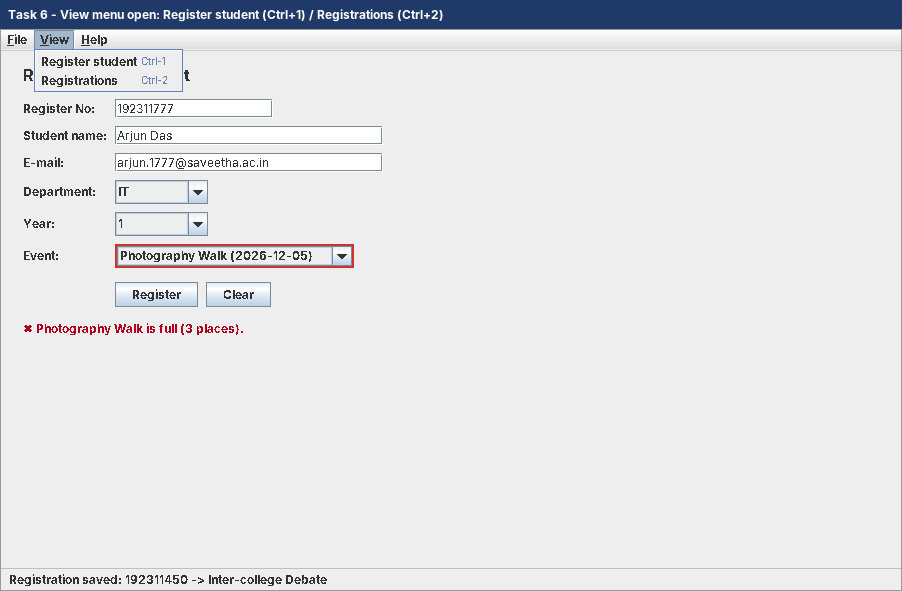 Task 6 - View menu open: Register student (Ctrl+1) / Registrations (Ctrl+2)
File View Help
Register student Ctrl-1
Registrations Ctrl-2
Register No: 192311777
Student name: Arjun Das
E-mail: arjun.1777@saveetha.ac.in
Department: IT
Year: 1
Event: Photography Walk (2026-12-05)
Register Clear
✖ Photography Walk is full (3 places).
Registration saved: 192311450 -> Inter-college Debate